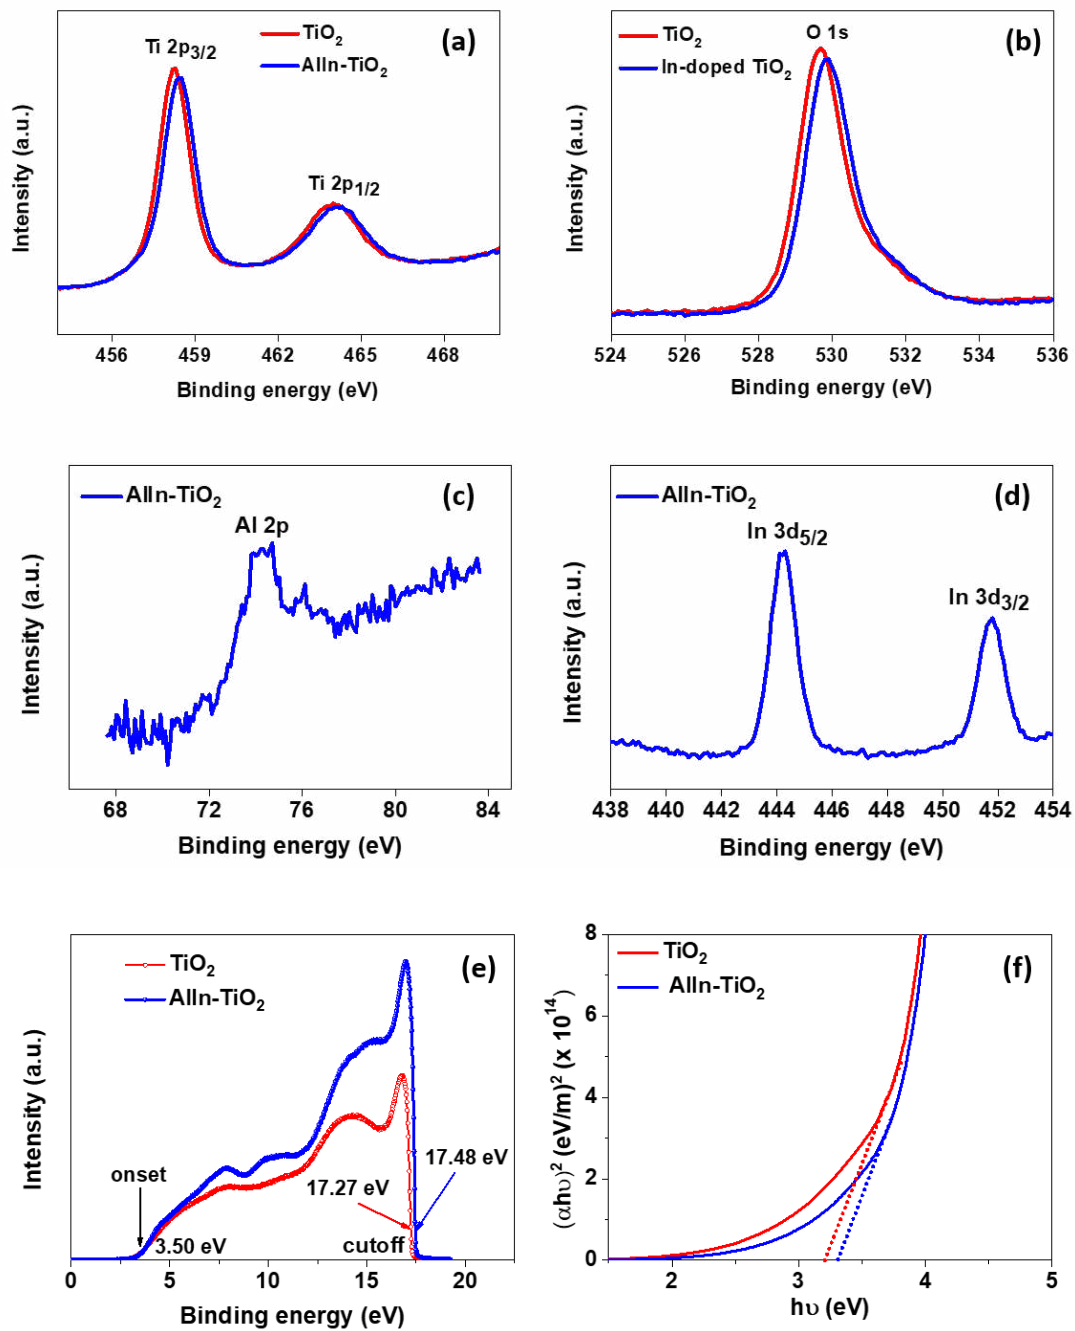 TiO2
AlIn-TiO2
(a)
Ti 2p3/2
Ti 2p1/2
Intensity (a.u.)
456 459 462 465 468
Binding energy (eV)
TiO2
In-doped TiO2
O 1s
(b)
Intensity (a.u.)
524 526 528 530 532 534 536
Binding energy (eV)
AlIn-TiO2
(c)
Al 2p
Intensity (a.u.)
68 72 76 80 84
Binding energy (eV)
AlIn-TiO2
(d)
In 3d5/2
In 3d3/2
Intensity (a.u.)
438 440 442 444 446 448 450 452 454
Binding energy (eV)
TiO2
AlIn-TiO2
(e)
onset
3.50 eV
17.27 eV
17.48 eV
cutoff
Intensity (a.u.)
0 5 10 15 20
Binding energy (eV)
TiO2
AlIn-TiO2
(f)
(αhυ)2 (eV/m)2 (x 1014)
8
6
4
2
0
2 3 4 5
hυ (eV)